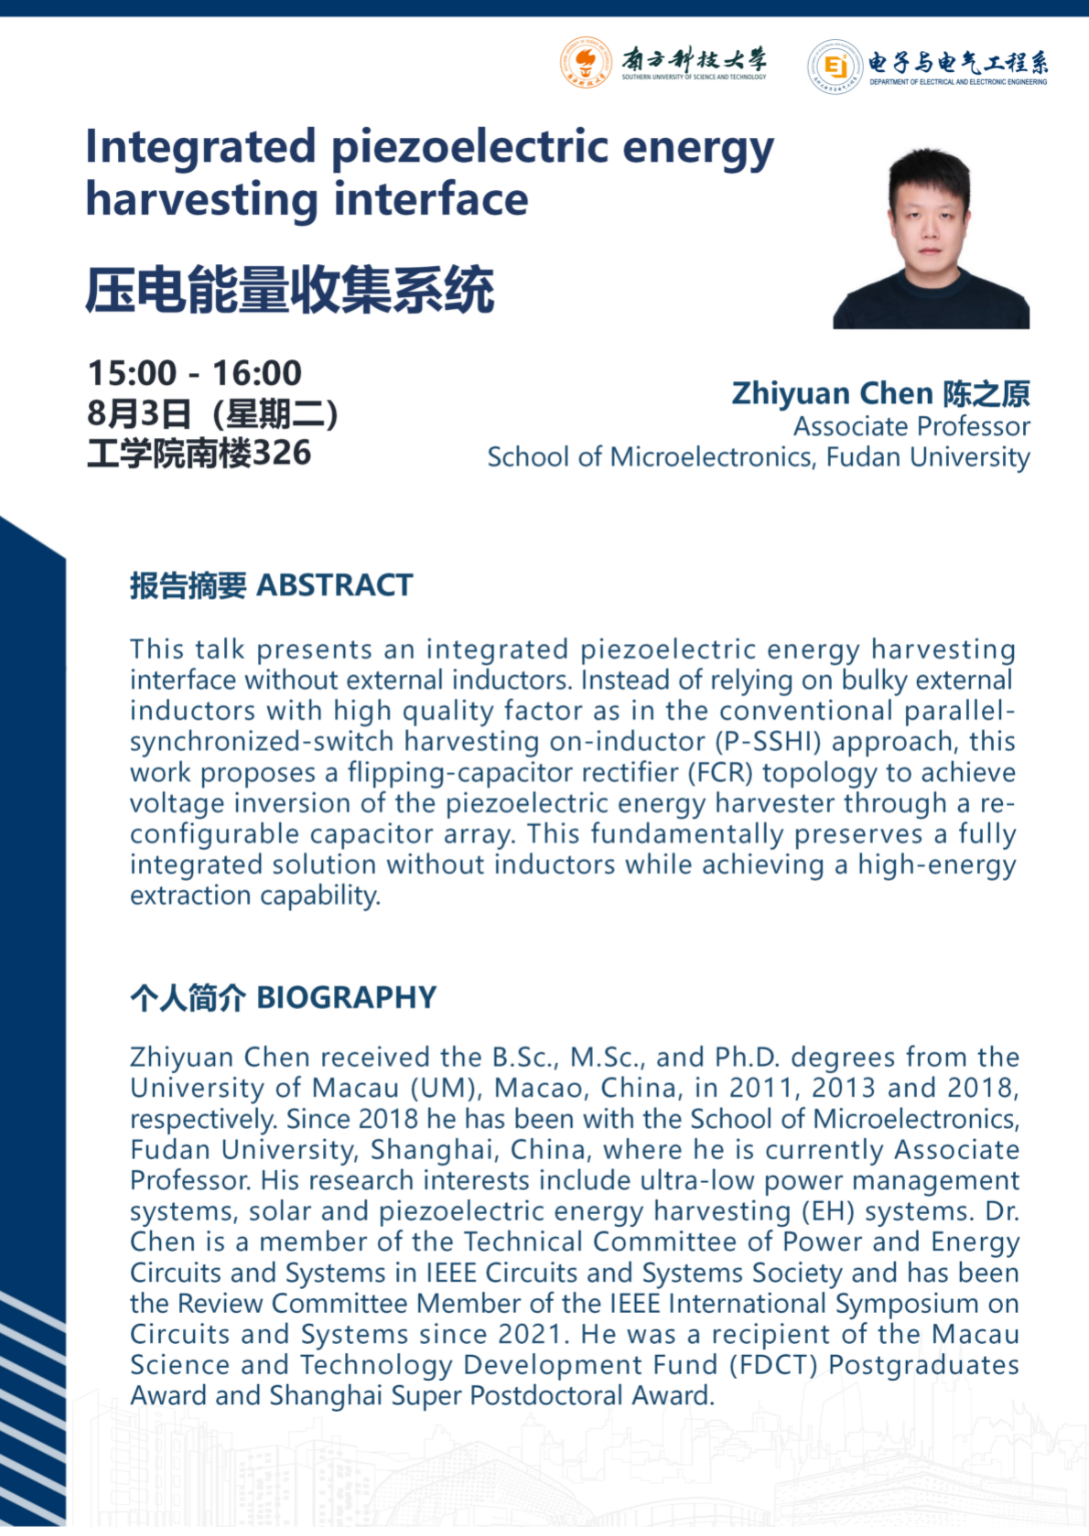 南方科技大学
SOUTHERN UNIVERSITY OF SCIENCE AND TECHNOLOGY
电子与电气工程系
DEPARTMENT OF ELECTRICAL AND ELECTRONIC ENGINEERING
Integrated piezoelectric energy
harvesting interface
压电能量收集系统
15:00 - 16:00
8月3日（星期二）
工学院南楼326
Zhiyuan Chen 陈之原
Associate Professor
School of Microelectronics, Fudan University
报告摘要 ABSTRACT
This talk presents an integrated piezoelectric energy harvesting
interface without external inductors. Instead of relying on bulky external
inductors with high quality factor as in the conventional parallel-
synchronized-switch harvesting on-inductor (P-SSHI) approach, this
work proposes a flipping-capacitor rectifier (FCR) topology to achieve
voltage inversion of the piezoelectric energy harvester through a re-
configurable capacitor array. This fundamentally preserves a fully
integrated solution without inductors while achieving a high-energy
extraction capability.
个人简介 BIOGRAPHY
Zhiyuan Chen received the B.Sc., M.Sc., and Ph.D. degrees from the
University of Macau (UM), Macao, China, in 2011, 2013 and 2018,
respectively. Since 2018 he has been with the School of Microelectronics,
Fudan University, Shanghai, China, where he is currently Associate
Professor. His research interests include ultra-low power management
systems, solar and piezoelectric energy harvesting (EH) systems. Dr.
Chen is a member of the Technical Committee of Power and Energy
Circuits and Systems in IEEE Circuits and Systems Society and has been
the Review Committee Member of the IEEE International Symposium on
Circuits and Systems since 2021. He was a recipient of the Macau
Science and Technology Development Fund (FDCT) Postgraduates
Award and Shanghai Super Postdoctoral Award.